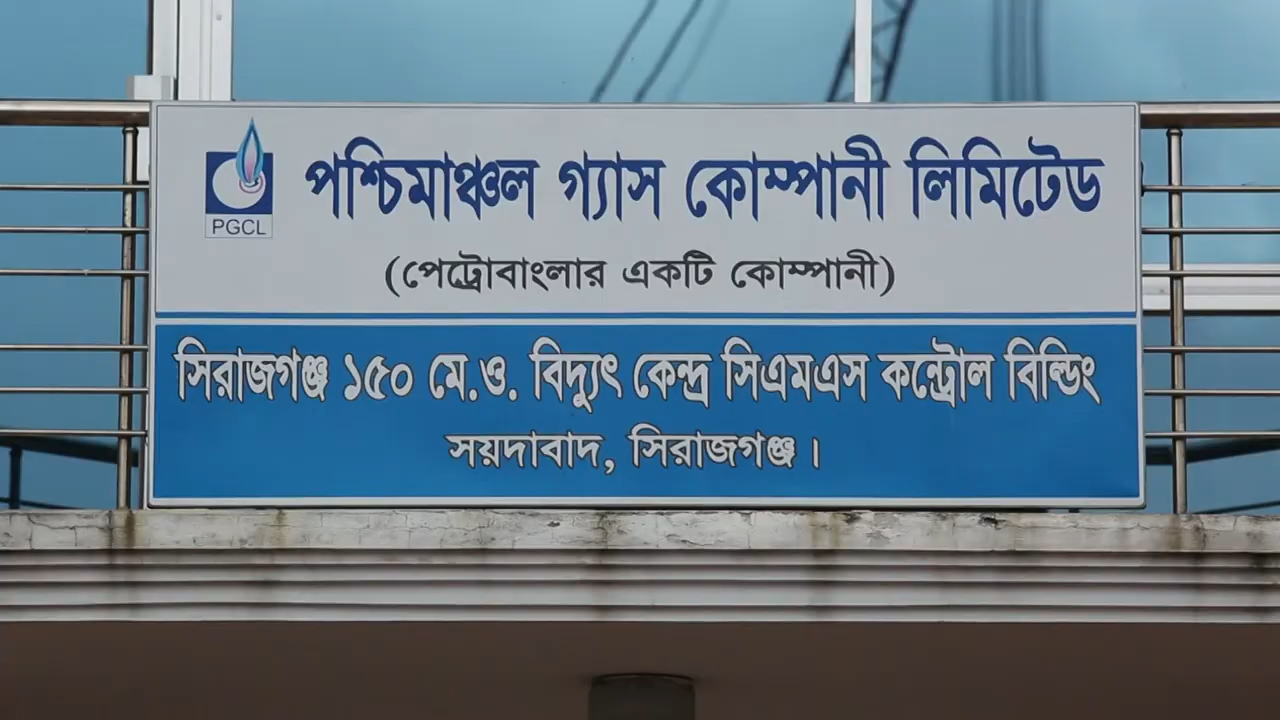 পশ্চিমাঞ্চল গ্যাস কোম্পানী লিমিটেড
PGCL
(পেট্রোবাংলার একটি কোম্পানী)
সিরাজগঞ্জ ১৫০ মে.ও. বিদ্যুৎ কেন্দ্র সিএমএস কন্ট্রোল বিল্ডিং
সয়দাবাদ, সিরাজগঞ্জ।